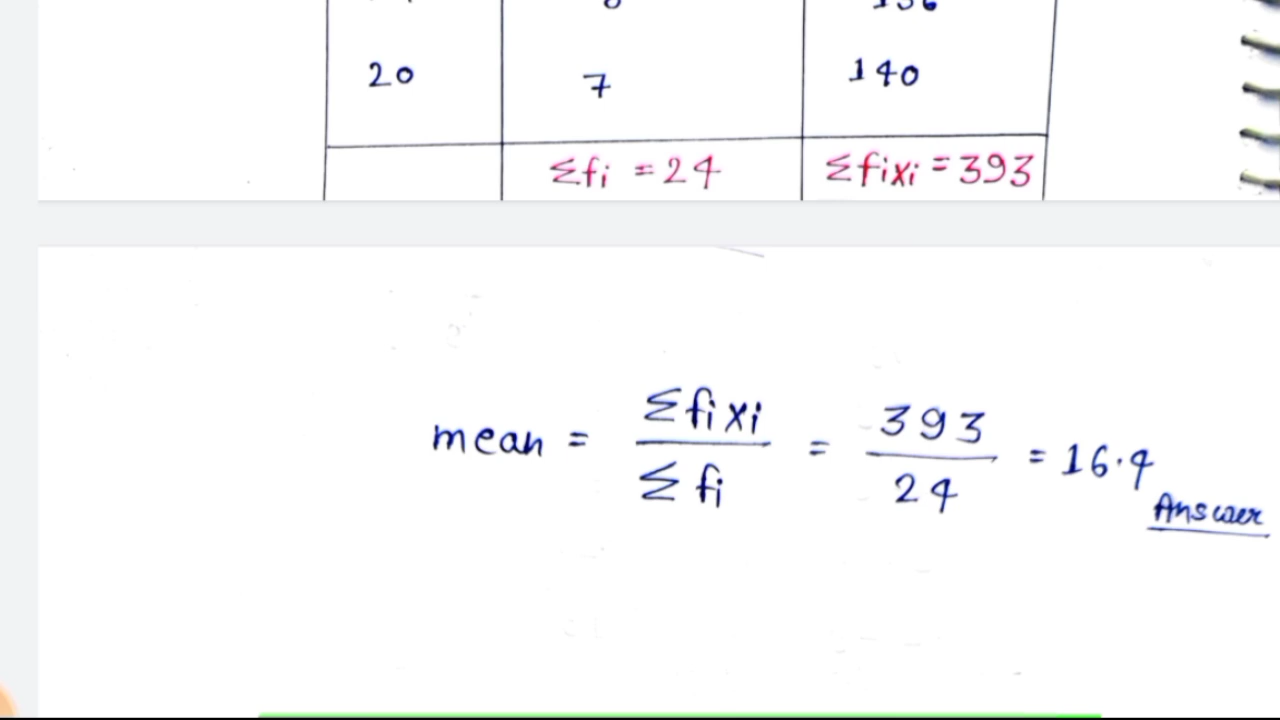 20 7 140
Σfi = 24 Σfixi = 393
mean = Σfixi / Σfi = 393 / 24 = 16.4
Answer